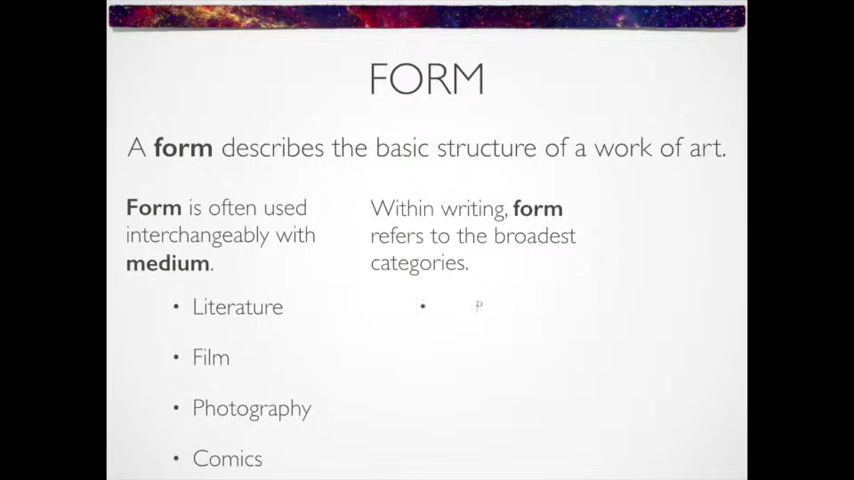 FORM
A form describes the basic structure of a work of art.
Form is often used
interchangeably with
medium.
• Literature
• Film
• Photography
• Comics
Within writing, form
refers to the broadest
categories.
• P